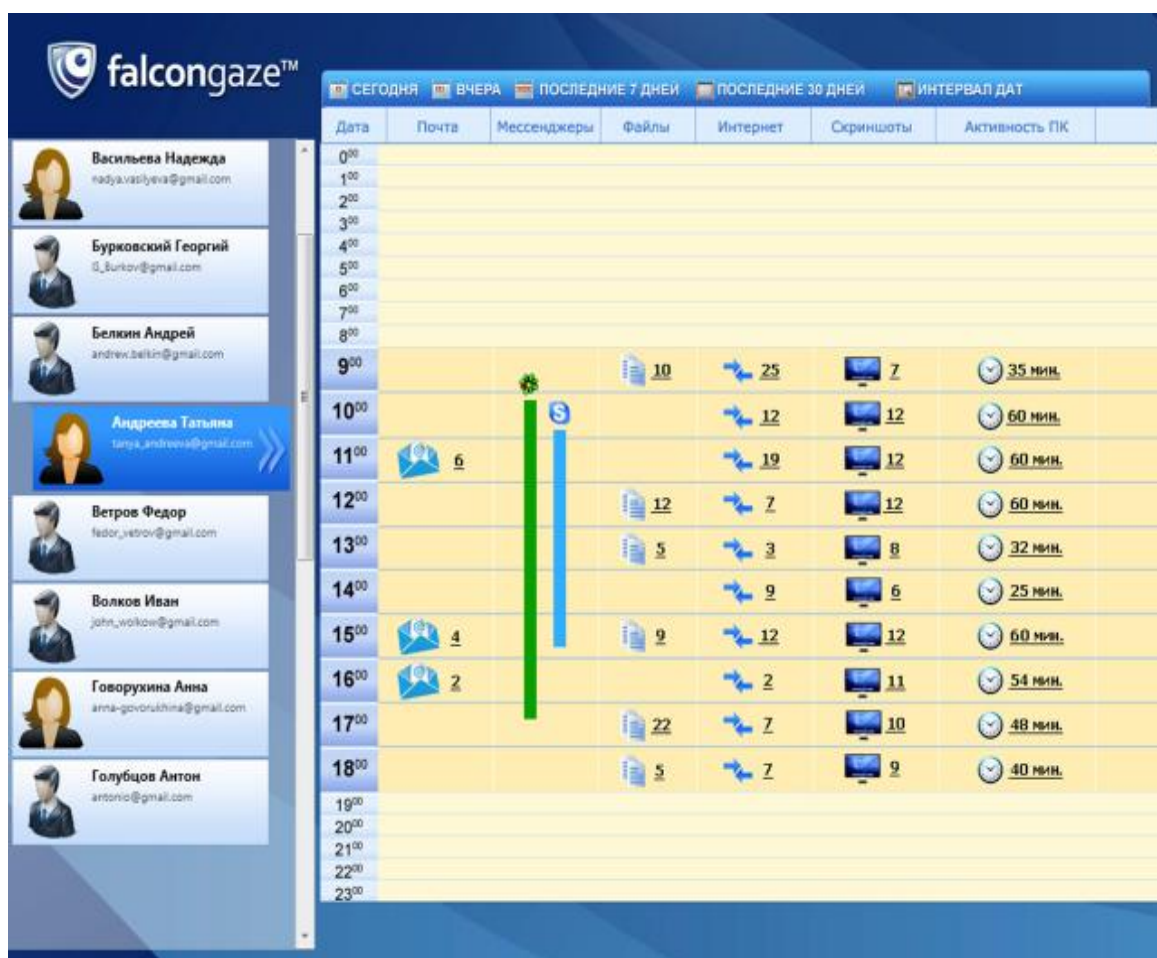 falcongaze™
СЕГОДНЯ ВЧЕРА ПОСЛЕДНИЕ 7 ДНЕЙ ПОСЛЕДНИЕ 30 ДНЕЙ ИНТЕРВАЛ ДАТ
Дата Почта Мессенджеры Файлы Интернет Скриншоты Активность ПК
Васильева Надежда
nadya.vasilyeva@gmail.com
Бурковский Георгий
G_Burkov@gmail.com
Белкин Андрей
andrew.belkin@gmail.com
Андреева Татьяна
tanya_andreeva@gmail.com
Ветров Федор
fedor_vetrov@gmail.com
Волков Иван
john_wolkow@gmail.com
Говорухина Анна
anna-govorukhina@gmail.com
Голубцов Антон
antonio@gmail.com
0⁰⁰
1⁰⁰
2⁰⁰
3⁰⁰
4⁰⁰
5⁰⁰
6⁰⁰
7⁰⁰
8⁰⁰
9⁰⁰ 10 25 7 35 мин.
10⁰⁰ 12 12 60 мин.
11⁰⁰ 6 19 12 60 мин.
12⁰⁰ 12 7 12 60 мин.
13⁰⁰ 5 3 8 32 мин.
14⁰⁰ 9 6 25 мин.
15⁰⁰ 4 9 12 12 60 мин.
16⁰⁰ 2 2 11 54 мин.
17⁰⁰ 22 7 10 48 мин.
18⁰⁰ 5 7 9 40 мин.
19⁰⁰
20⁰⁰
21⁰⁰
22⁰⁰
23⁰⁰